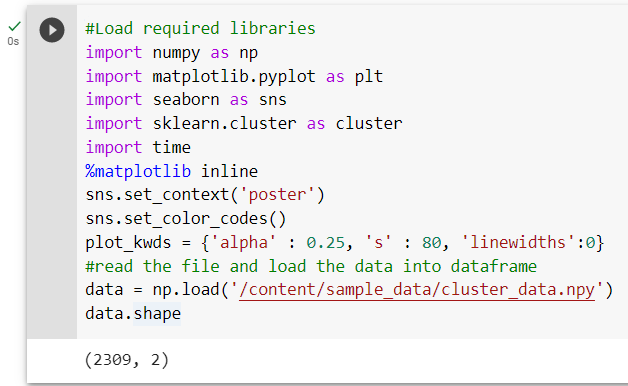 0s
#Load required libraries
import numpy as np
import matplotlib.pyplot as plt
import seaborn as sns
import sklearn.cluster as cluster
import time
%matplotlib inline
sns.set_context('poster')
sns.set_color_codes()
plot_kwds = {'alpha' : 0.25, 's' : 80, 'linewidths':0}
#read the file and load the data into dataframe
data = np.load('/content/sample_data/cluster_data.npy')
data.shape
(2309, 2)